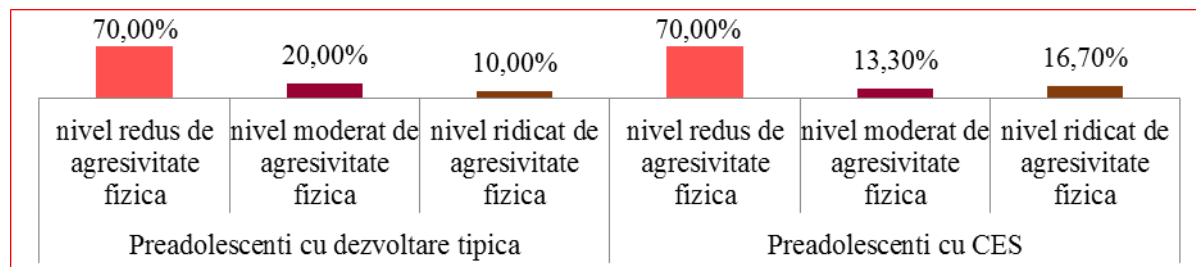 70,00%
20,00%
10,00%
70,00%
13,30%
16,70%
nivel redus de
agresivitate
fizica
nivel moderat de
agresivitate
fizica
nivel ridicat de
agresivitate
fizica
nivel redus de
agresivitate
fizica
nivel moderat de
agresivitate
fizica
nivel ridicat de
agresivitate
fizica
Preadolescenti cu dezvoltare tipica
Preadolescenti cu CES